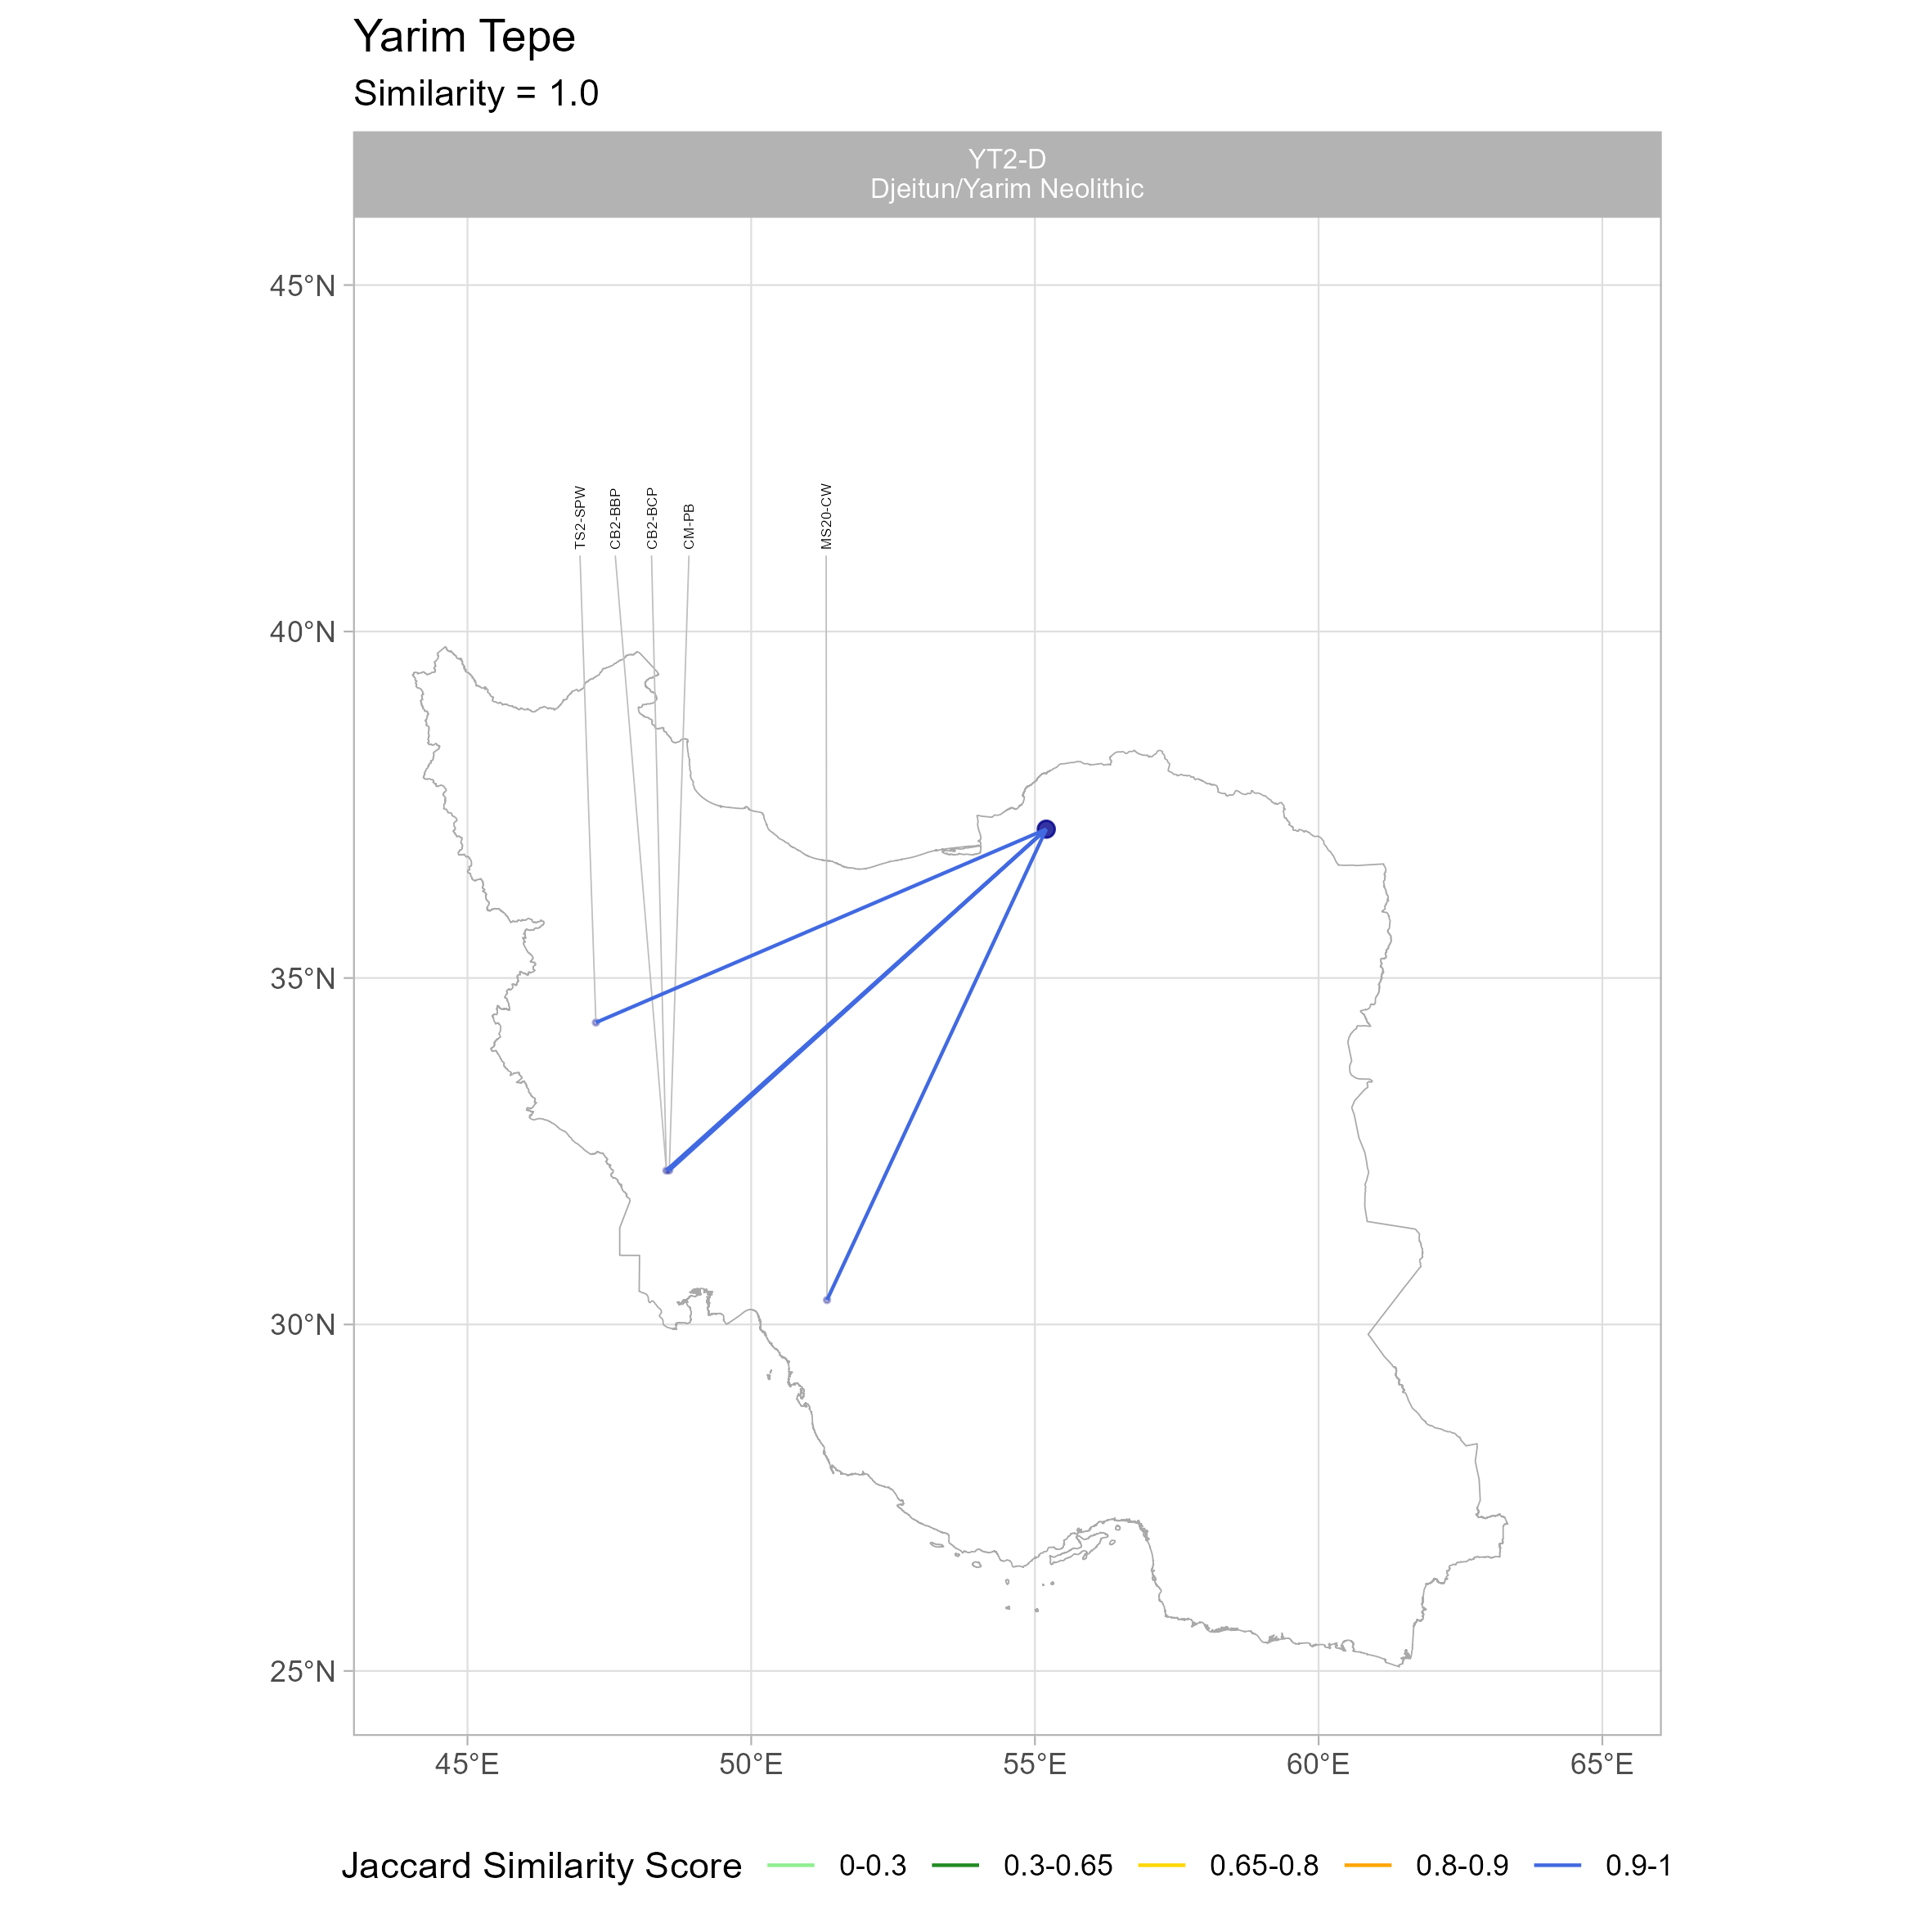 Yarim Tepe
Similarity = 1.0
YT2-D
Djeitun/Yarim Neolithic
45°N
40°N
35°N
30°N
25°N
TS2-SPW
CB2-BBP
CB2-BCP
CM-PB
MS20-CW
45°E
50°E
55°E
60°E
65°E
Jaccard Similarity Score
0-0.3
0.3-0.65
0.65-0.8
0.8-0.9
0.9-1